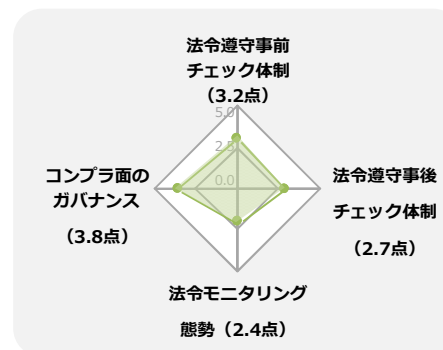 法令遵守事前
チェック体制
（3.2点）
5.0
2.5
0.0
コンプラ面の
ガバナンス
（3.8点）
法令遵守事後
チェック体制
（2.7点）
法令モニタリング
態勢（2.4点）